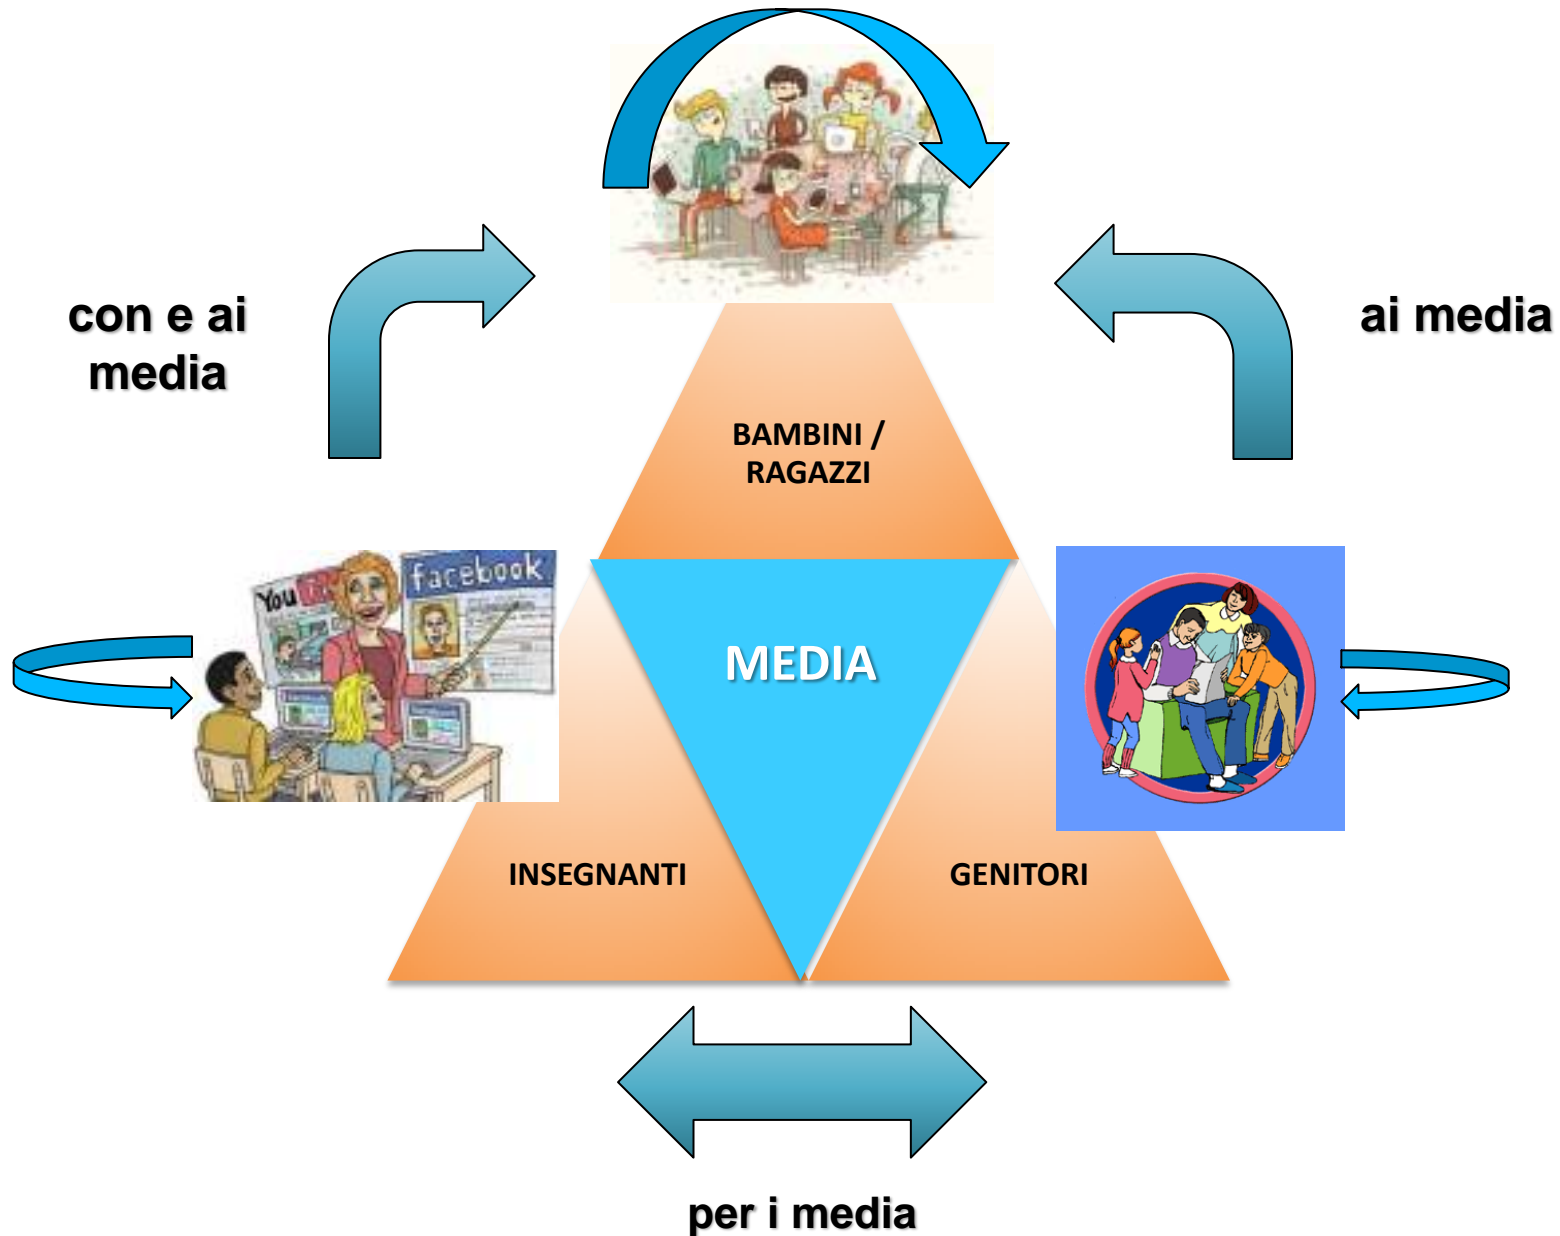 con e ai
media
ai media
BAMBINI /
RAGAZZI
You
facebook
MEDIA
INSEGNANTI
GENITORI
per i media